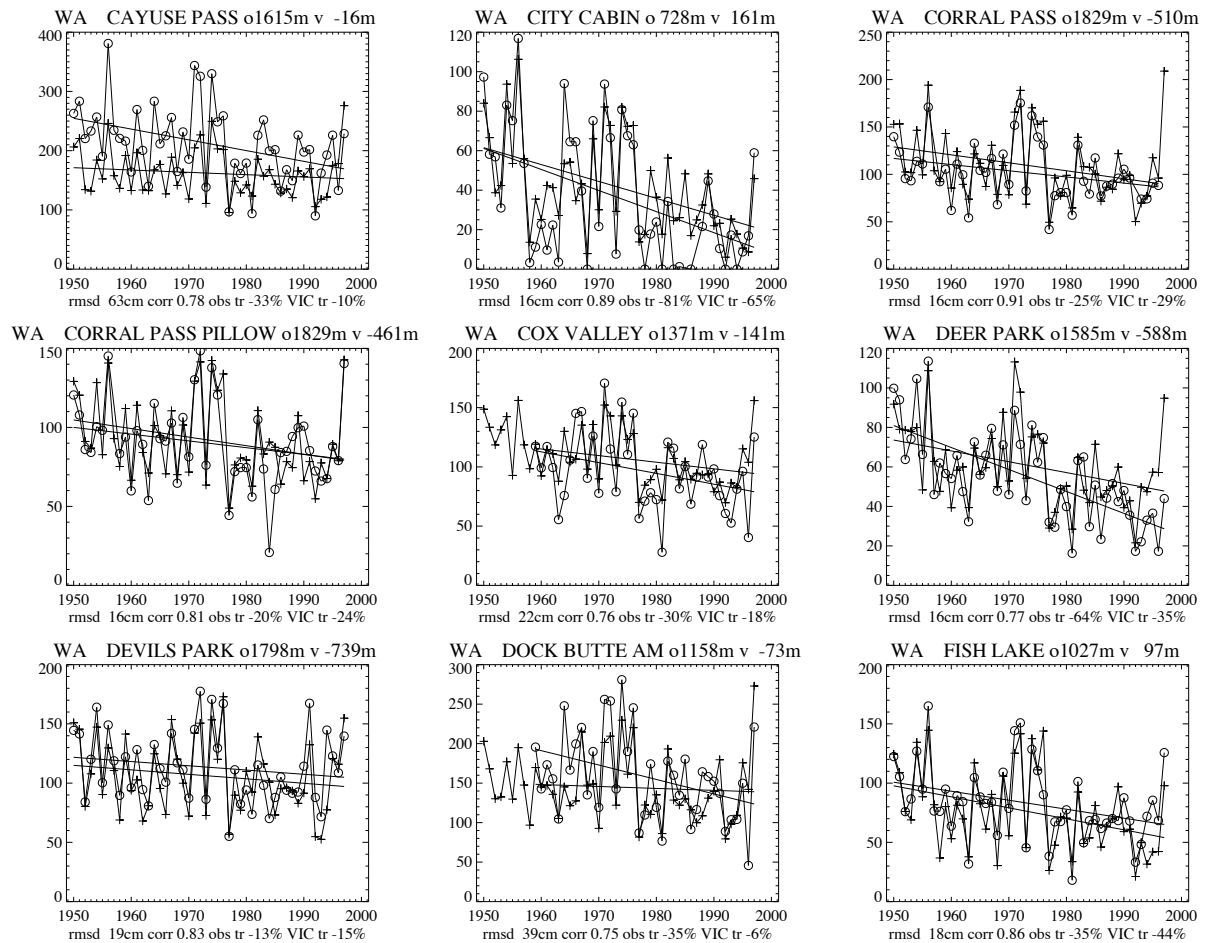 WA CAYUSE PASS o1615m v -16m
400
300
200
100
0
1950 1960 1970 1980 1990 2000
rmsd 63cm corr 0.78 obs tr -33% VIC tr -10%
WA CITY CABIN o 728m v 161m
120
100
80
60
40
20
0
1950 1960 1970 1980 1990 2000
rmsd 16cm corr 0.89 obs tr -81% VIC tr -65%
WA CORRAL PASS o1829m v -510m
250
200
150
100
50
0
1950 1960 1970 1980 1990 2000
rmsd 16cm corr 0.91 obs tr -25% VIC tr -29%
WA CORRAL PASS PILLOW o1829m v -461m
150
100
50
0
1950 1960 1970 1980 1990 2000
rmsd 16cm corr 0.81 obs tr -20% VIC tr -24%
WA COX VALLEY o1371m v -141m
200
150
100
50
0
1950 1960 1970 1980 1990 2000
rmsd 22cm corr 0.76 obs tr -30% VIC tr -18%
WA DEER PARK o1585m v -588m
120
100
80
60
40
20
0
1950 1960 1970 1980 1990 2000
rmsd 16cm corr 0.77 obs tr -64% VIC tr -35%
WA DEVILS PARK o1798m v -739m
200
150
100
50
0
1950 1960 1970 1980 1990 2000
rmsd 19cm corr 0.83 obs tr -13% VIC tr -15%
WA DOCK BUTTE AM o1158m v -73m
300
250
200
150
100
50
0
1950 1960 1970 1980 1990 2000
rmsd 39cm corr 0.75 obs tr -35% VIC tr -6%
WA FISH LAKE o1027m v 97m
200
150
100
50
0
1950 1960 1970 1980 1990 2000
rmsd 18cm corr 0.86 obs tr -35% VIC tr -44%